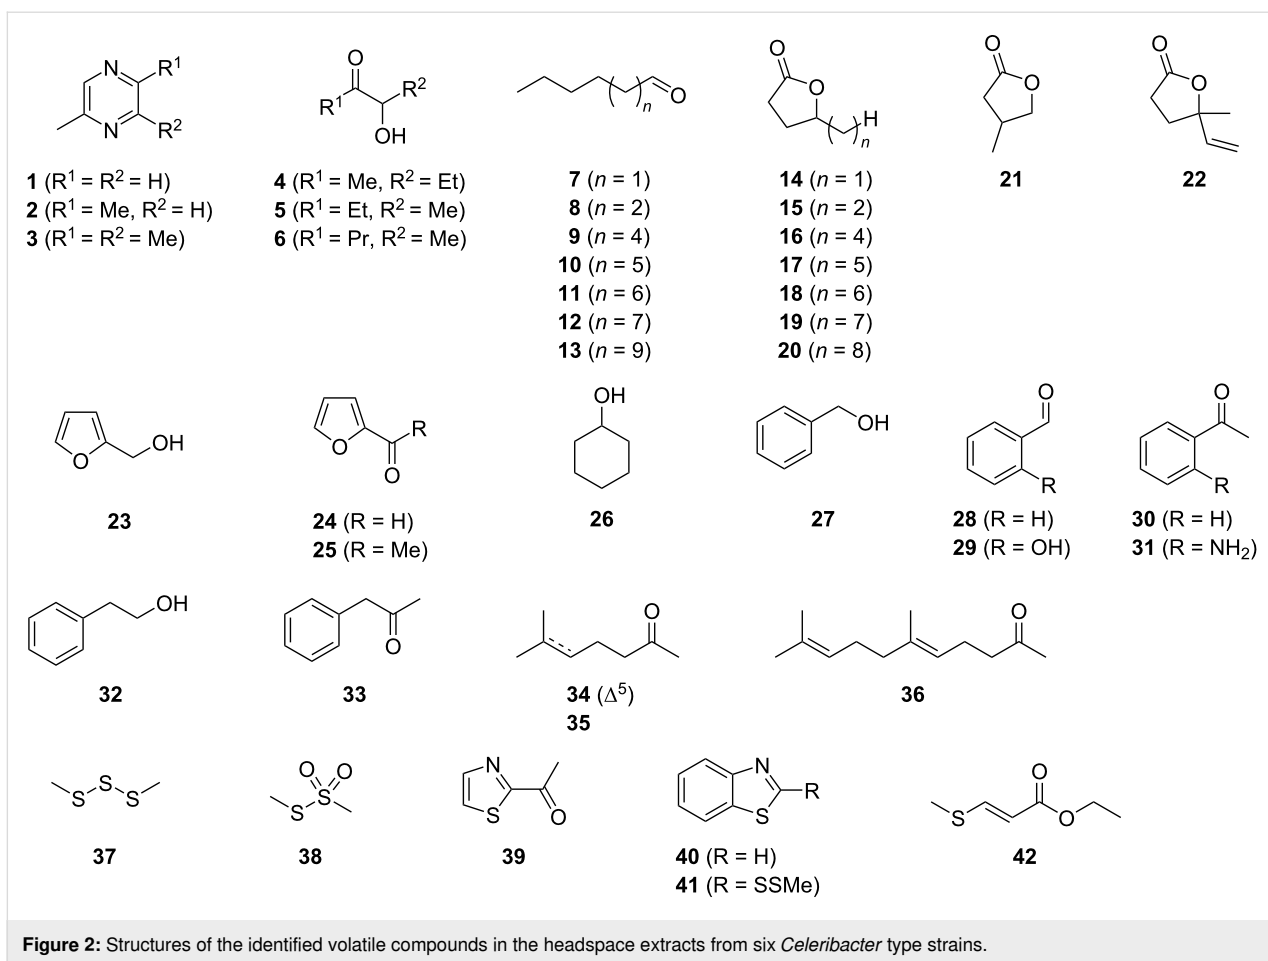 N R¹ N R²
O R¹ R² OH
( ) n O
O O ( ) H n
O O
O O
1 (R¹ = R² = H)
2 (R¹ = Me, R² = H)
3 (R¹ = R² = Me)
4 (R¹ = Me, R² = Et)
5 (R¹ = Et, R² = Me)
6 (R¹ = Pr, R² = Me)
7 (n = 1)
8 (n = 2)
9 (n = 4)
10 (n = 5)
11 (n = 6)
12 (n = 7)
13 (n = 9)
14 (n = 1)
15 (n = 2)
16 (n = 4)
17 (n = 5)
18 (n = 6)
19 (n = 7)
20 (n = 8)
21
22
O OH
O R O
OH
OH
O R
O R
23
24 (R = H)
25 (R = Me)
26
27
28 (R = H)
29 (R = OH)
30 (R = H)
31 (R = NH₂)
OH
O
O
O
32
33
34 (Δ⁵)
35
36
S S S
O O S S
N S O
N S R
S O O
37
38
39
40 (R = H)
41 (R = SSMe)
42
Figure 2: Structures of the identified volatile compounds in the headspace extracts from six Celeribacter type strains.